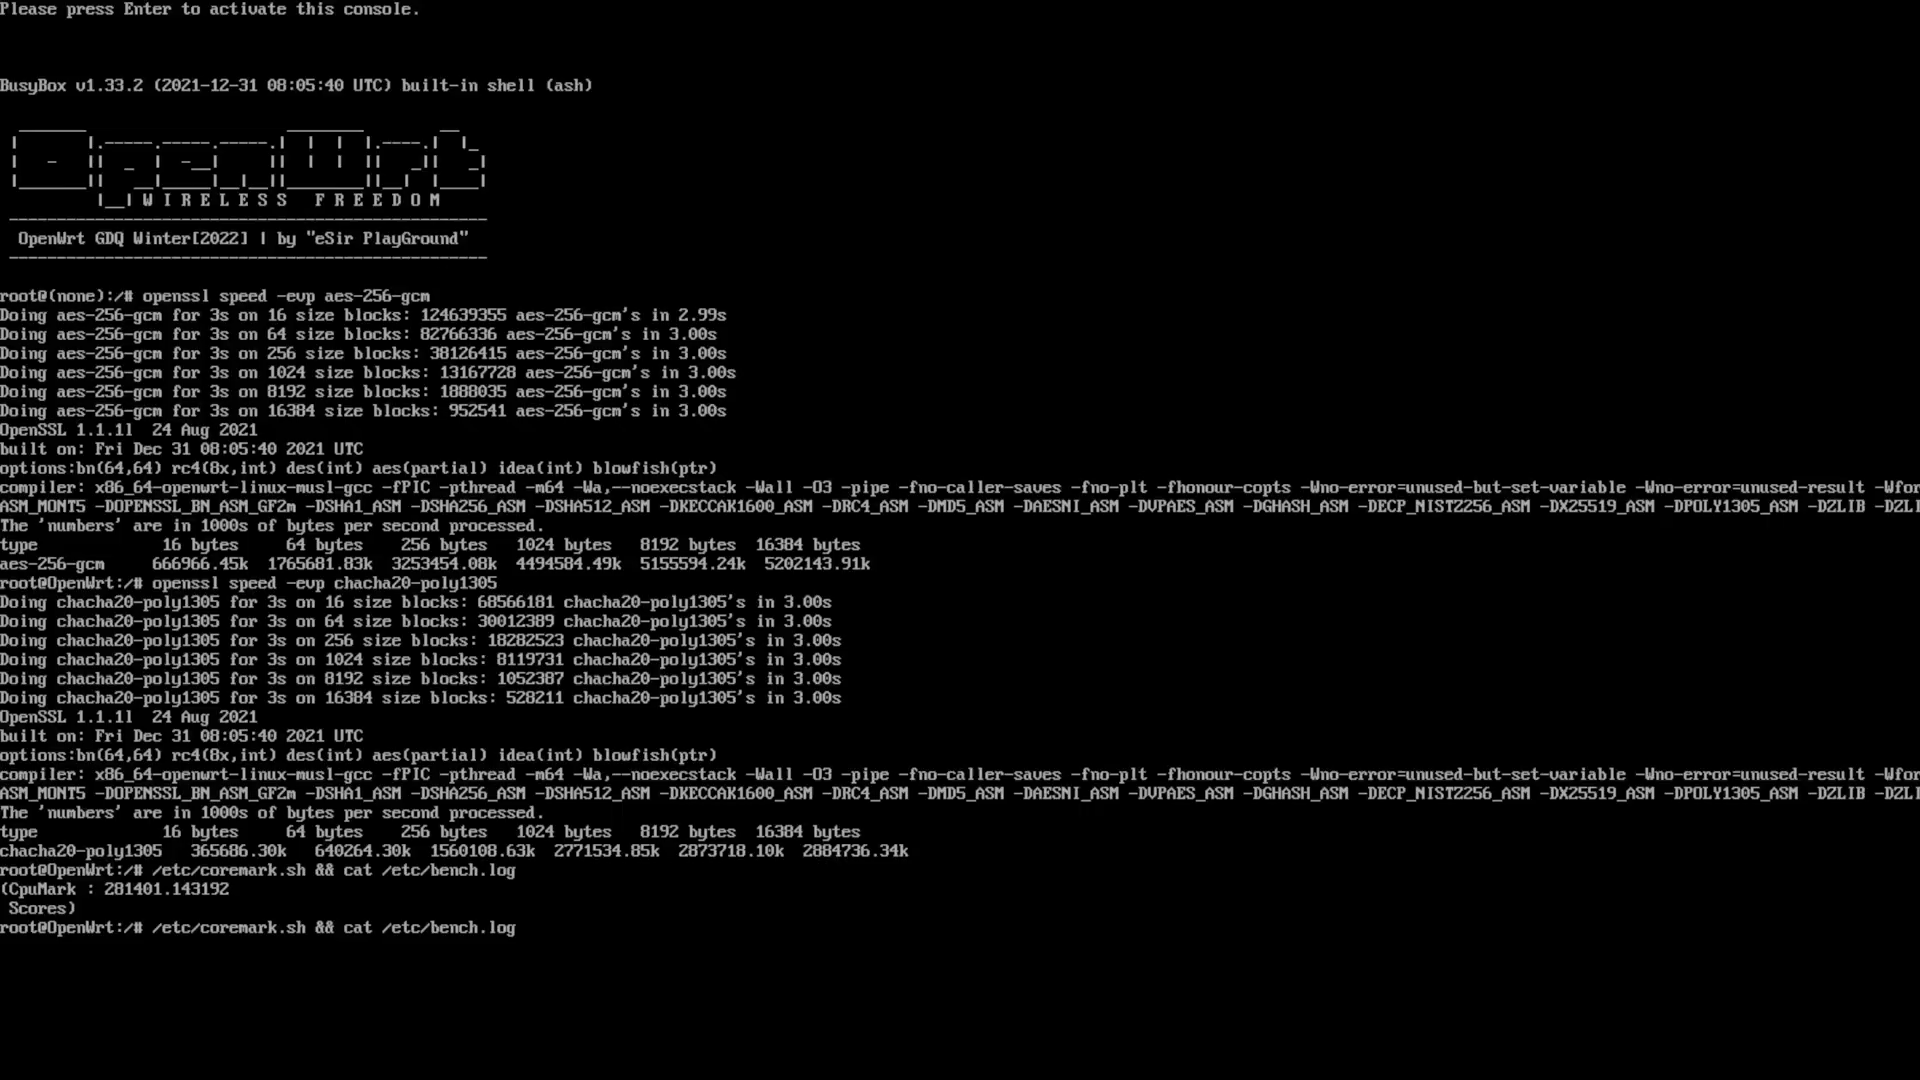 Please press Enter to activate this console.
BusyBox v1.33.2 (2021-12-31 08:05:40 UTC) built-in shell (ash)
OpenWrt
W I R E L E S S   F R E E D O M
OpenWrt GDQ Winter[2022] | by "eSir PlayGround"
root@(none):/# openssl speed -evp aes-256-gcm
Doing aes-256-gcm for 3s on 16 size blocks: 124639355 aes-256-gcm's in 2.99s
Doing aes-256-gcm for 3s on 64 size blocks: 82766336 aes-256-gcm's in 3.00s
Doing aes-256-gcm for 3s on 256 size blocks: 38126415 aes-256-gcm's in 3.00s
Doing aes-256-gcm for 3s on 1024 size blocks: 13167728 aes-256-gcm's in 3.00s
Doing aes-256-gcm for 3s on 8192 size blocks: 1888035 aes-256-gcm's in 3.00s
Doing aes-256-gcm for 3s on 16384 size blocks: 952541 aes-256-gcm's in 3.00s
OpenSSL 1.1.1l  24 Aug 2021
built on: Fri Dec 31 08:05:40 2021 UTC
options:bn(64,64) rc4(8x,int) des(int) aes(partial) idea(int) blowfish(ptr)
compiler: x86_64-openwrt-linux-musl-gcc -fPIC -pthread -m64 -Wa,--noexecstack -Wall -O3 -pipe -fno-caller-saves -fno-plt -fhonour-copts -Wno-error=unused-but-set-variable -Wno-error=unused-result -Wfor
ASM_MONT5 -DOPENSSL_BN_ASM_GF2m -DSHA1_ASM -DSHA256_ASM -DSHA512_ASM -DKECCAK1600_ASM -DRC4_ASM -DMD5_ASM -DAESNI_ASM -DVPAES_ASM -DGHASH_ASM -DECP_NISTZ256_ASM -DX25519_ASM -DPOLY1305_ASM -DZLIB -DZLI
The 'numbers' are in 1000s of bytes per second processed.
type             16 bytes     64 bytes    256 bytes   1024 bytes   8192 bytes  16384 bytes
aes-256-gcm     666966.45k  1765681.83k  3253454.08k  4494584.49k  5155594.24k  5202143.91k
root@OpenWrt:/# openssl speed -evp chacha20-poly1305
Doing chacha20-poly1305 for 3s on 16 size blocks: 68566181 chacha20-poly1305's in 3.00s
Doing chacha20-poly1305 for 3s on 64 size blocks: 30012389 chacha20-poly1305's in 3.00s
Doing chacha20-poly1305 for 3s on 256 size blocks: 18282523 chacha20-poly1305's in 3.00s
Doing chacha20-poly1305 for 3s on 1024 size blocks: 8119731 chacha20-poly1305's in 3.00s
Doing chacha20-poly1305 for 3s on 8192 size blocks: 1052387 chacha20-poly1305's in 3.00s
Doing chacha20-poly1305 for 3s on 16384 size blocks: 528211 chacha20-poly1305's in 3.00s
OpenSSL 1.1.1l  24 Aug 2021
built on: Fri Dec 31 08:05:40 2021 UTC
options:bn(64,64) rc4(8x,int) des(int) aes(partial) idea(int) blowfish(ptr)
compiler: x86_64-openwrt-linux-musl-gcc -fPIC -pthread -m64 -Wa,--noexecstack -Wall -O3 -pipe -fno-caller-saves -fno-plt -fhonour-copts -Wno-error=unused-but-set-variable -Wno-error=unused-result -Wfor
ASM_MONT5 -DOPENSSL_BN_ASM_GF2m -DSHA1_ASM -DSHA256_ASM -DSHA512_ASM -DKECCAK1600_ASM -DRC4_ASM -DMD5_ASM -DAESNI_ASM -DVPAES_ASM -DGHASH_ASM -DECP_NISTZ256_ASM -DX25519_ASM -DPOLY1305_ASM -DZLIB -DZLI
The 'numbers' are in 1000s of bytes per second processed.
type             16 bytes     64 bytes    256 bytes   1024 bytes   8192 bytes  16384 bytes
chacha20-poly1305   365686.30k   640264.30k  1560108.63k  2771534.85k  2873718.10k  2884736.34k
root@OpenWrt:/# /etc/coremark.sh && cat /etc/bench.log
(CpuMark : 281401.143192
Scores)
root@OpenWrt:/# /etc/coremark.sh && cat /etc/bench.log